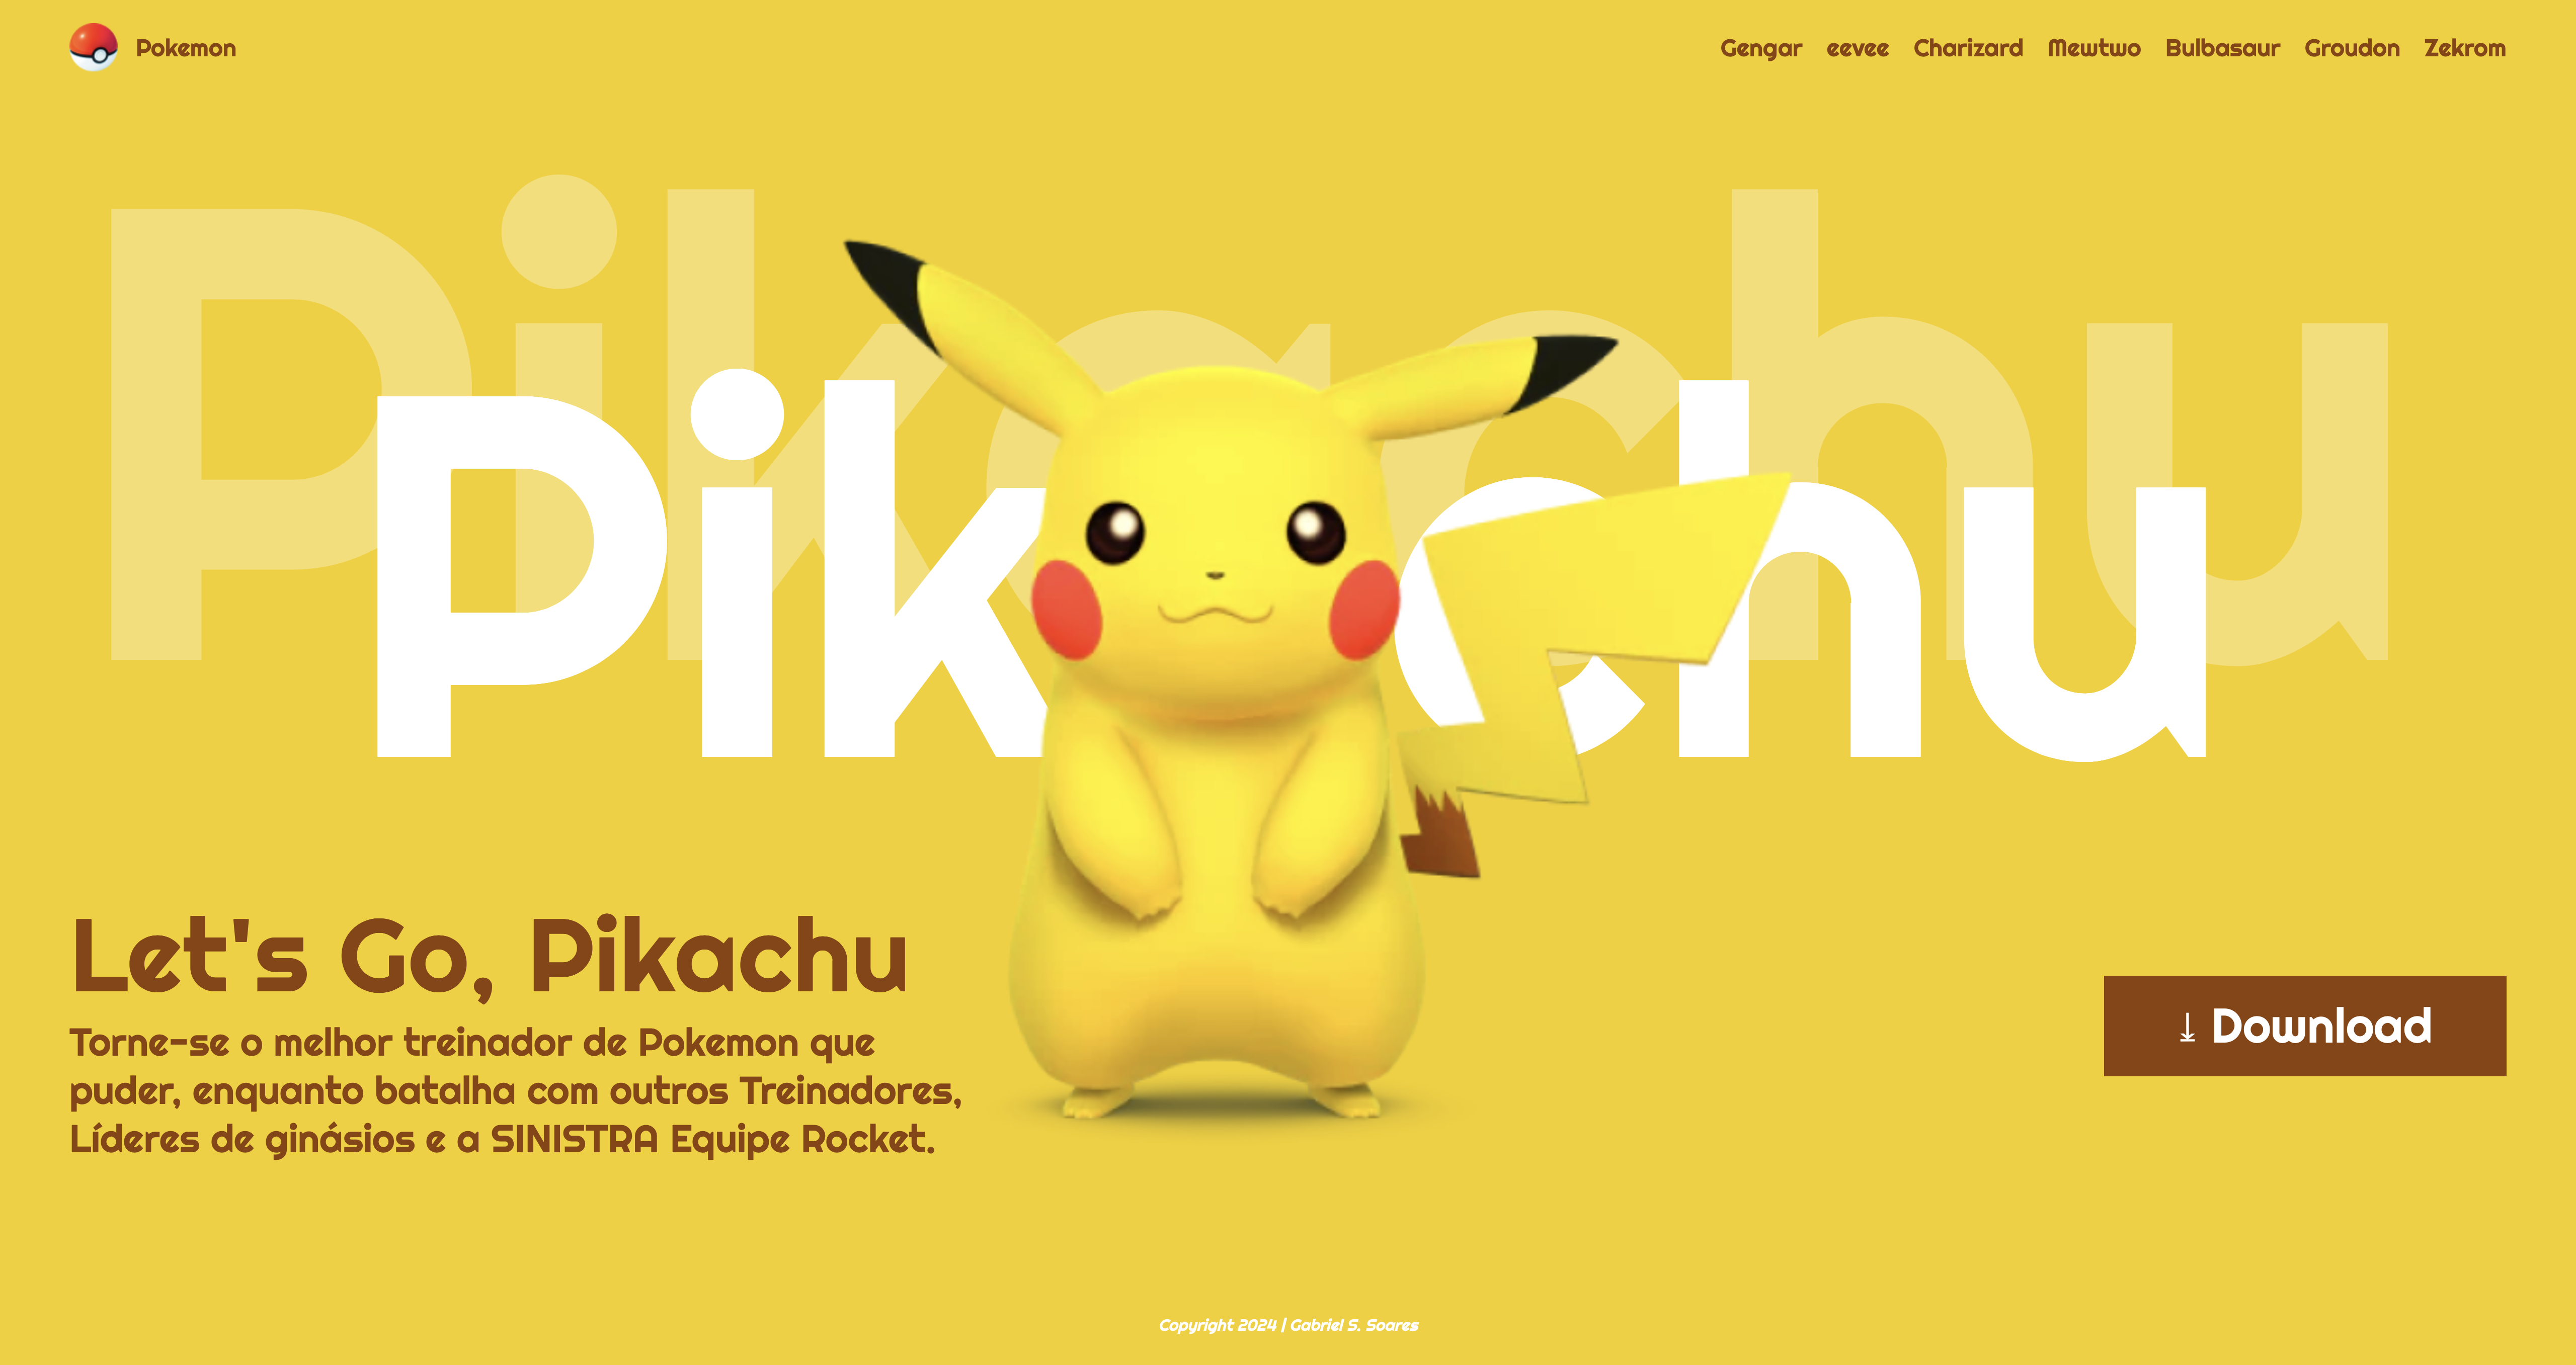 Pokemon
Gengar eevee Charizard Mewtwo Bulbasaur Groudon Zekrom
Pikachu
Pikachu
Let's Go, Pikachu
Torne-se o melhor treinador de Pokemon que
puder, enquanto batalha com outros Treinadores,
Líderes de ginásios e a SINISTRA Equipe Rocket.
⤓ Download
Copyright 2024 | Gabriel S. Soares